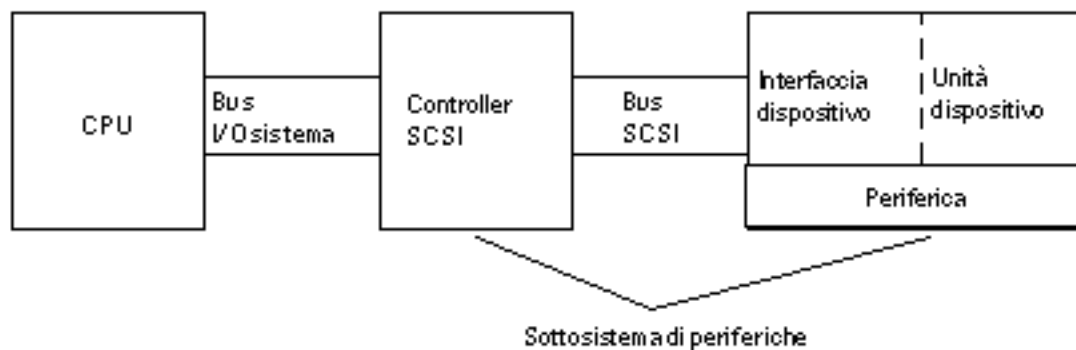 CPU
Bus
I/O sistema
Controller
SCSI
Bus
SCSI
Interfaccia
dispositivo
Unità
dispositivo
Periferica
Sottosistema di periferiche